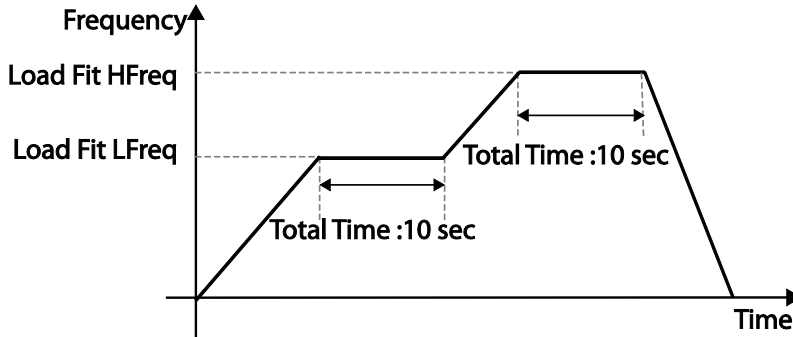 Frequency
Load Fit HFreq
Load Fit LFreq
Total Time :10 sec
Total Time :10 sec
Time